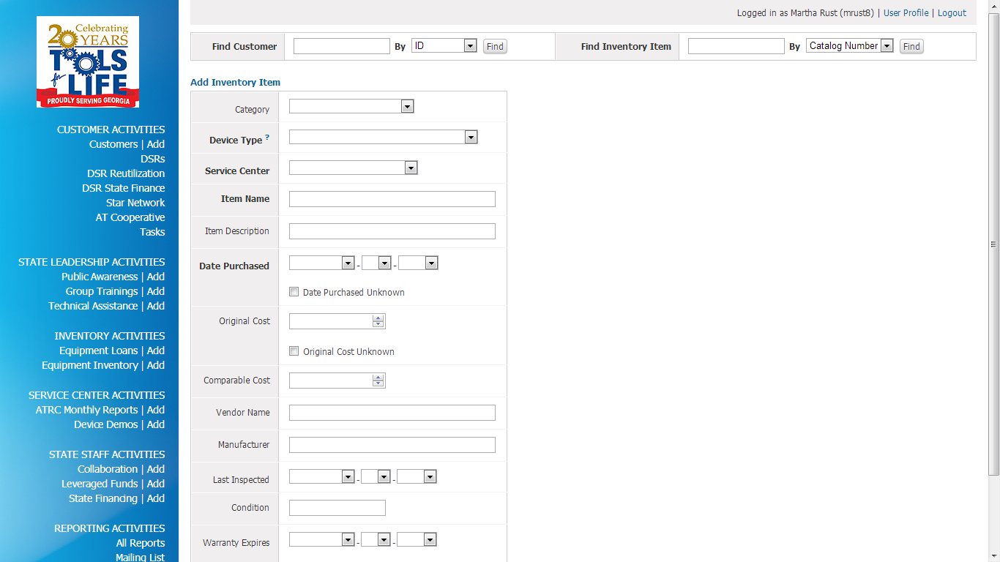 Celebrating
20 YEARS
TOOLS
for LIFE
PROUDLY SERVING GEORGIA
CUSTOMER ACTIVITIES
Customers | Add
DSRs
DSR Reutilization
DSR State Finance
Star Network
AT Cooperative
Tasks
STATE LEADERSHIP ACTIVITIES
Public Awareness | Add
Group Trainings | Add
Technical Assistance | Add
INVENTORY ACTIVITIES
Equipment Loans | Add
Equipment Inventory | Add
SERVICE CENTER ACTIVITIES
ATRC Monthly Reports | Add
Device Demos | Add
STATE STAFF ACTIVITIES
Collaboration | Add
Leveraged Funds | Add
State Financing | Add
REPORTING ACTIVITIES
All Reports
Mailing List
Logged in as Martha Rust (mrust8) | User Profile | Logout
Find Customer By ID Find
Find Inventory Item By Catalog Number Find
Add Inventory Item
Category
Device Type ?
Service Center
Item Name
Item Description
Date Purchased - -
Date Purchased Unknown
Original Cost
Original Cost Unknown
Comparable Cost
Vendor Name
Manufacturer
Last Inspected - -
Condition
Warranty Expires - -